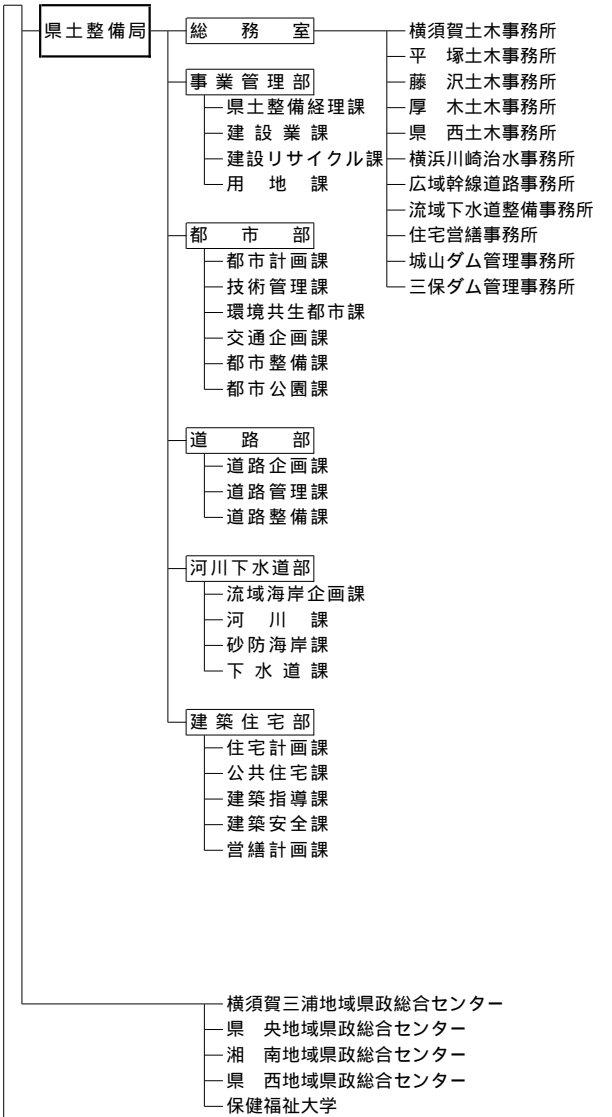 県土整備局
総務室
事業管理部
県土整備経理課
建設業課
建設リサイクル課
用地課
都市部
都市計画課
技術管理課
環境共生都市課
交通企画課
都市整備課
都市公園課
道路部
道路企画課
道路管理課
道路整備課
河川下水道部
流域海岸企画課
河川課
砂防海岸課
下水道課
建築住宅部
住宅計画課
公共住宅課
建築指導課
建築安全課
営繕計画課
横須賀土木事務所
平塚土木事務所
藤沢土木事務所
厚木土木事務所
県西土木事務所
横浜川崎治水事務所
広域幹線道路事務所
流域下水道整備事務所
住宅営繕事務所
城山ダム管理事務所
三保ダム管理事務所
横須賀三浦地域県政総合センター
県央地域県政総合センター
湘南地域県政総合センター
県西地域県政総合センター
保健福祉大学